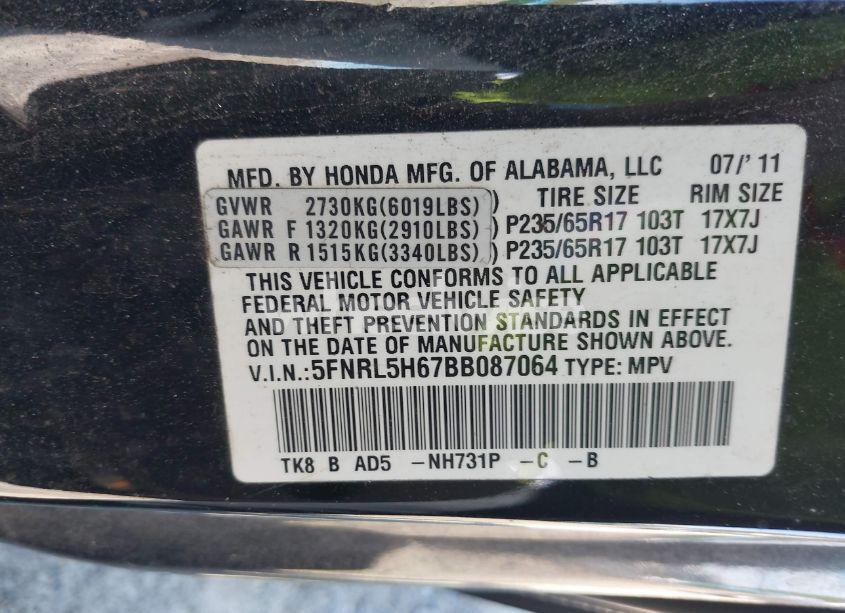 MFD. BY HONDA MFG. OF ALABAMA, LLC 07/'11
GVWR 2730KG(6019LBS) ) TIRE SIZE RIM SIZE
GAWR F 1320KG(2910LBS) ) P235/65R17 103T 17X7J
GAWR R 1515KG(3340LBS) ) P235/65R17 103T 17X7J
THIS VEHICLE CONFORMS TO ALL APPLICABLE
FEDERAL MOTOR VEHICLE SAFETY
AND THEFT PREVENTION STANDARDS IN EFFECT
ON THE DATE OF MANUFACTURE SHOWN ABOVE.
V.I.N.:5FNRL5H67BB087064 TYPE: MPV
TK8 B AD5 -NH731P -C -B